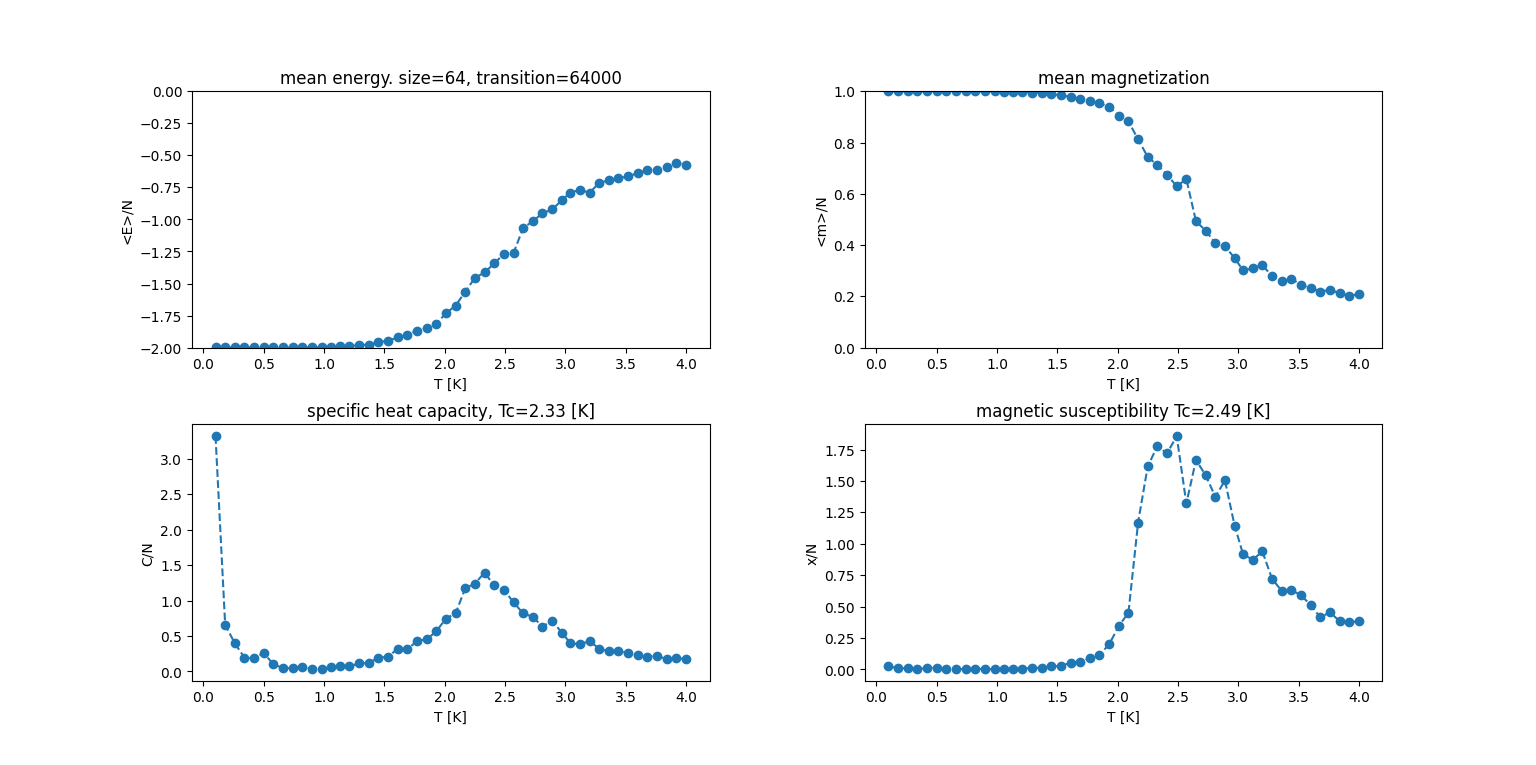 mean energy. size=64, transition=64000
<E>/N
0.00
−0.25
−0.50
−0.75
−1.00
−1.25
−1.50
−1.75
−2.00
0.0 0.5 1.0 1.5 2.0 2.5 3.0 3.5 4.0
T [K]
mean magnetization
<m>/N
1.0
0.8
0.6
0.4
0.2
0.0
0.0 0.5 1.0 1.5 2.0 2.5 3.0 3.5 4.0
T [K]
specific heat capacity, Tc=2.33 [K]
C/N
3.0
2.5
2.0
1.5
1.0
0.5
0.0
0.0 0.5 1.0 1.5 2.0 2.5 3.0 3.5 4.0
T [K]
magnetic susceptibility Tc=2.49 [K]
x/N
1.75
1.50
1.25
1.00
0.75
0.50
0.25
0.00
0.0 0.5 1.0 1.5 2.0 2.5 3.0 3.5 4.0
T [K]